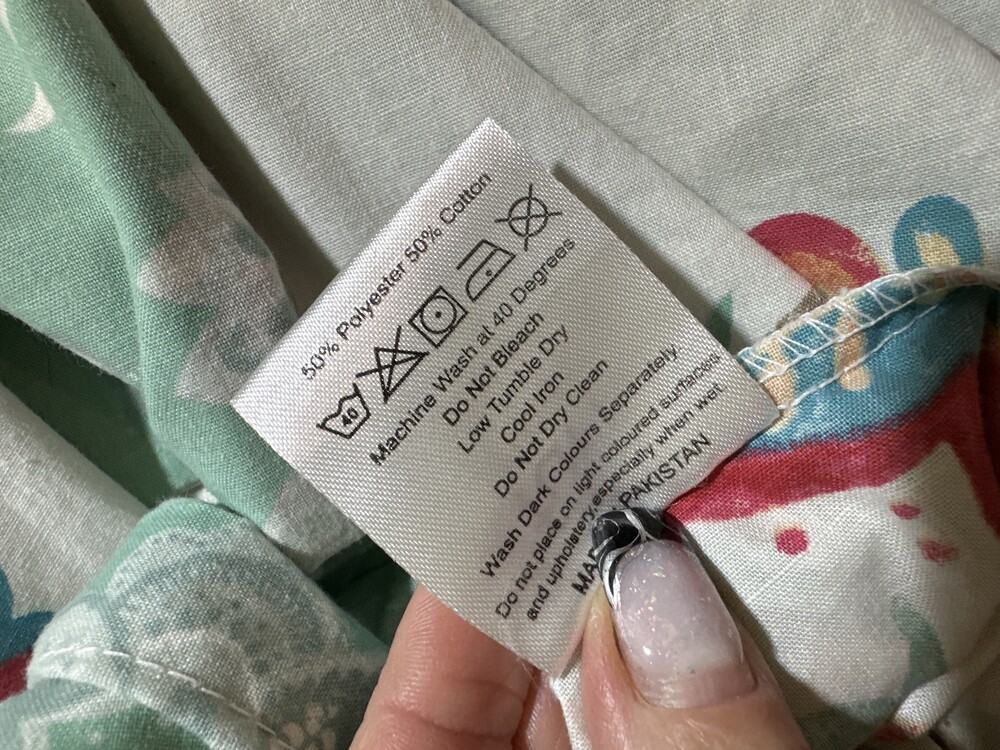 50% Polyester 50% Cotton
40
Machine Wash at 40 Degrees
Do Not Bleach
Low Tumble Dry
Cool Iron
Do Not Dry Clean
Wash Dark Colours Separately
Do not place on light coloured surfaces
and upholstery,especially when wet.
PAKISTAN